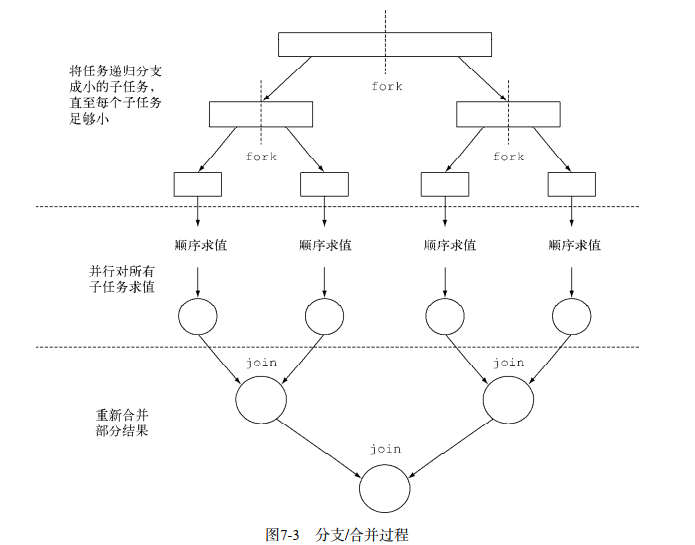 将任务递归分支
成小的子任务，
直至每个子任务
足够小
fork
fork
fork
顺序求值
顺序求值
顺序求值
顺序求值
并行对所有
子任务求值
join
join
重新合并
部分结果
join
图7-3 分支/合并过程